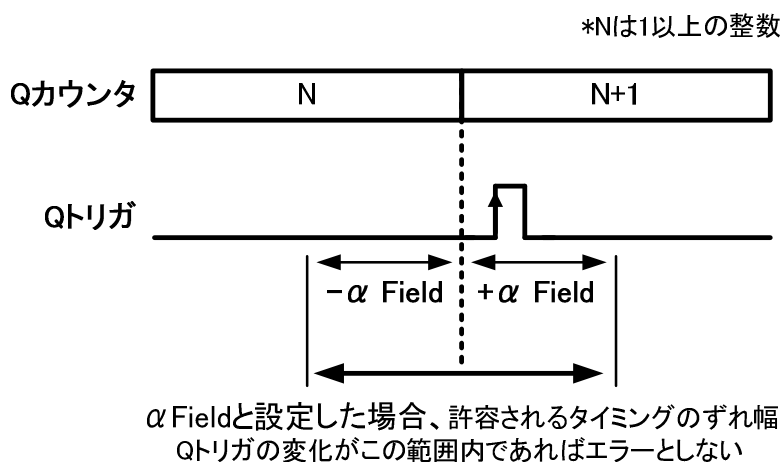 *Nは1以上の整数
Qカウンタ N N+1
Qトリガ
-α Field +α Field
α Fieldと設定した場合、許容されるタイミングのずれ幅
Qトリガの変化がこの範囲内であればエラーとしない